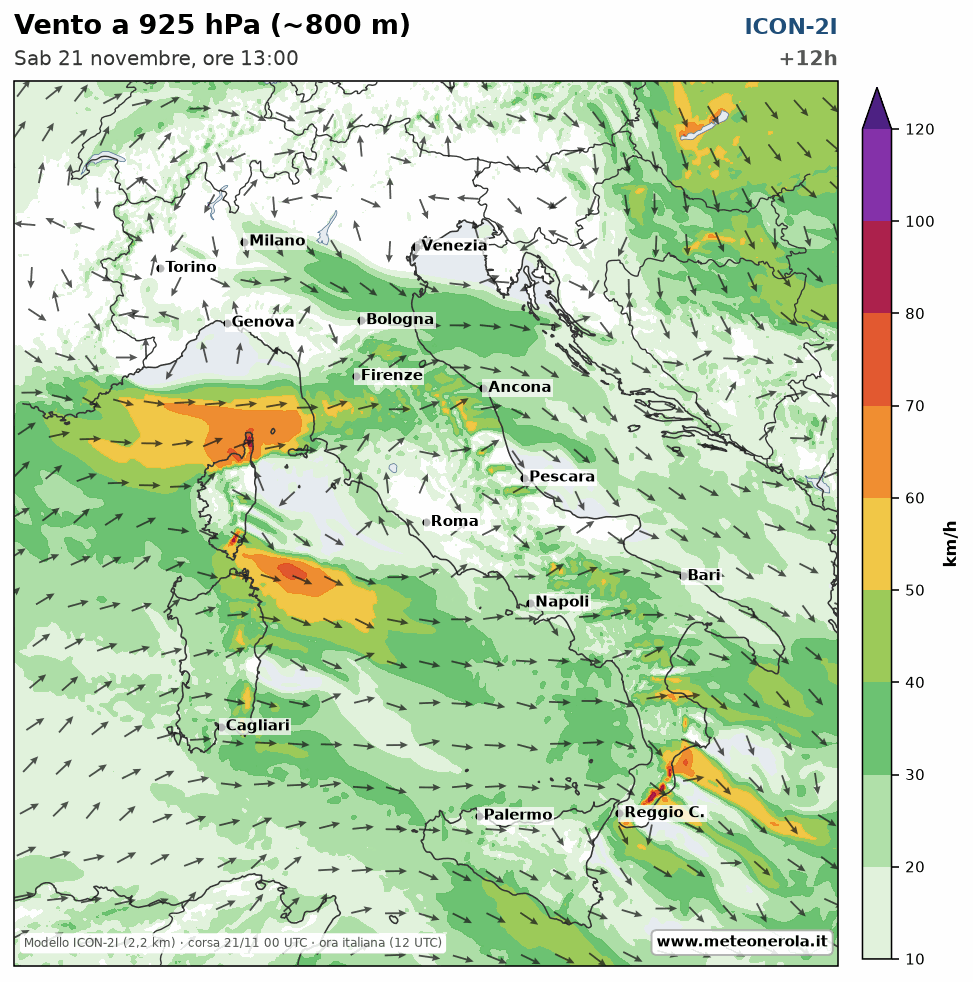 Vento a 925 hPa (~800 m)
ICON-2I
Sab 21 novembre, ore 13:00
+12h
Milano
Venezia
Torino
Genova
Bologna
Firenze
Ancona
Pescara
Roma
Bari
Napoli
Cagliari
Palermo
Reggio C.
Modello ICON-2I (2,2 km) · corsa 21/11 00 UTC · ora italiana (12 UTC)
www.meteonerola.it
120
100
80
70
60
50
40
30
20
10
km/h